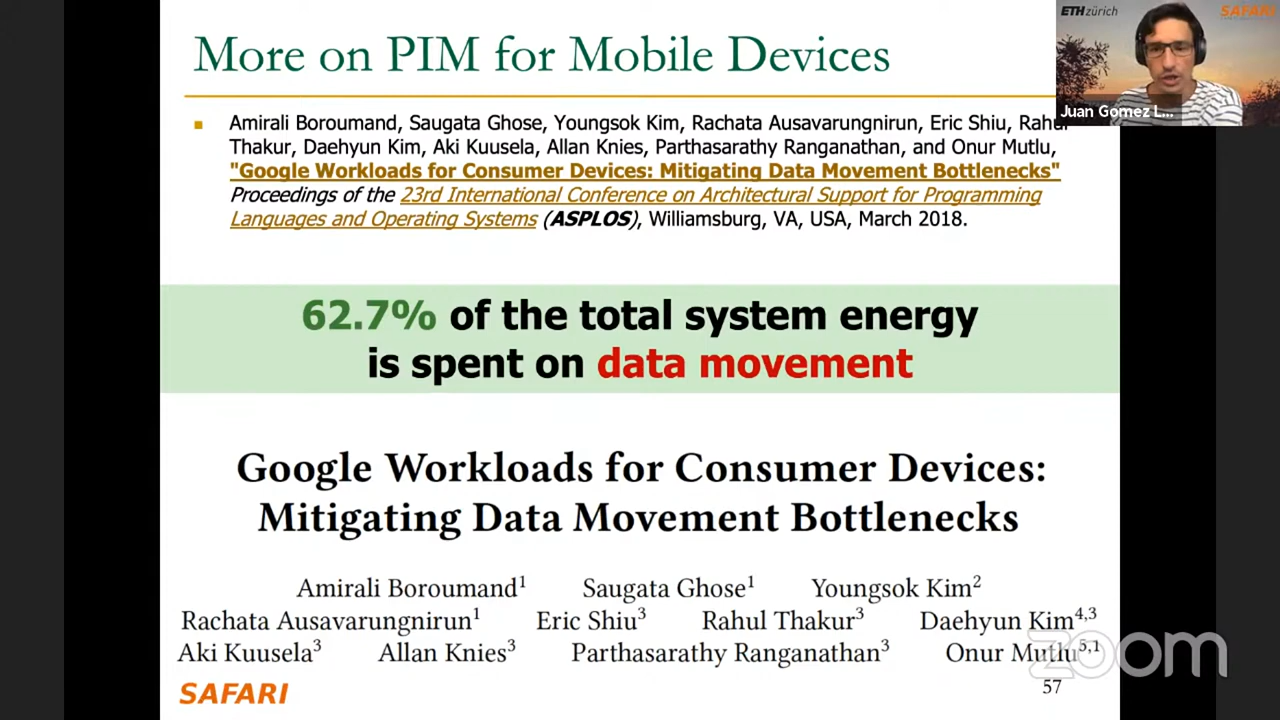 More on PIM for Mobile Devices
ETH zürich
SAFARI
Juan Gomez L...
Amirali Boroumand, Saugata Ghose, Youngsok Kim, Rachata Ausavarungnirun, Eric Shiu, Rahul
Thakur, Daehyun Kim, Aki Kuusela, Allan Knies, Parthasarathy Ranganathan, and Onur Mutlu,
"Google Workloads for Consumer Devices: Mitigating Data Movement Bottlenecks"
Proceedings of the 23rd International Conference on Architectural Support for Programming
Languages and Operating Systems (ASPLOS), Williamsburg, VA, USA, March 2018.
62.7% of the total system energy
is spent on data movement
Google Workloads for Consumer Devices:
Mitigating Data Movement Bottlenecks
Amirali Boroumand¹ Saugata Ghose¹ Youngsok Kim²
Rachata Ausavarungnirun¹ Eric Shiu³ Rahul Thakur³ Daehyun Kim⁴,³
Aki Kuusela³ Allan Knies³ Parthasarathy Ranganathan³ Onur Mutlu⁵,¹
zoom
SAFARI
57